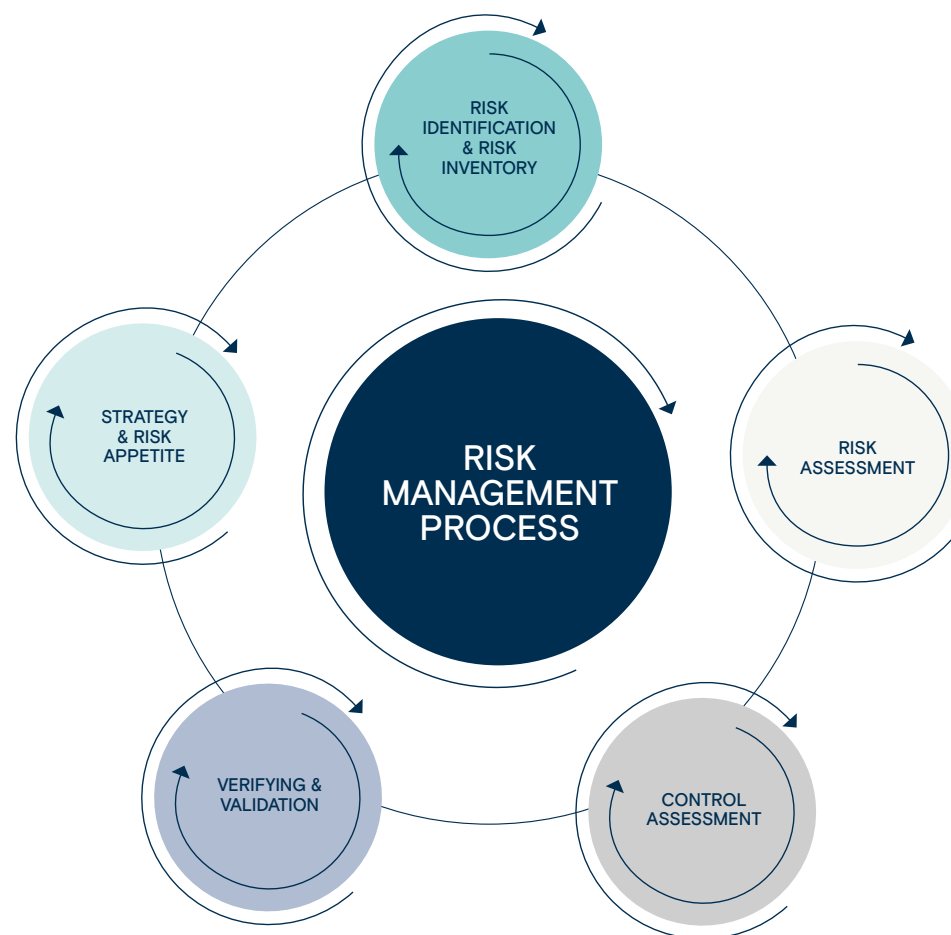 RISK
IDENTIFICATION
& RISK
INVENTORY
STRATEGY
& RISK
APPETITE
RISK
MANAGEMENT
PROCESS
RISK
ASSESSMENT
VERIFYING &
VALIDATION
CONTROL
ASSESSMENT